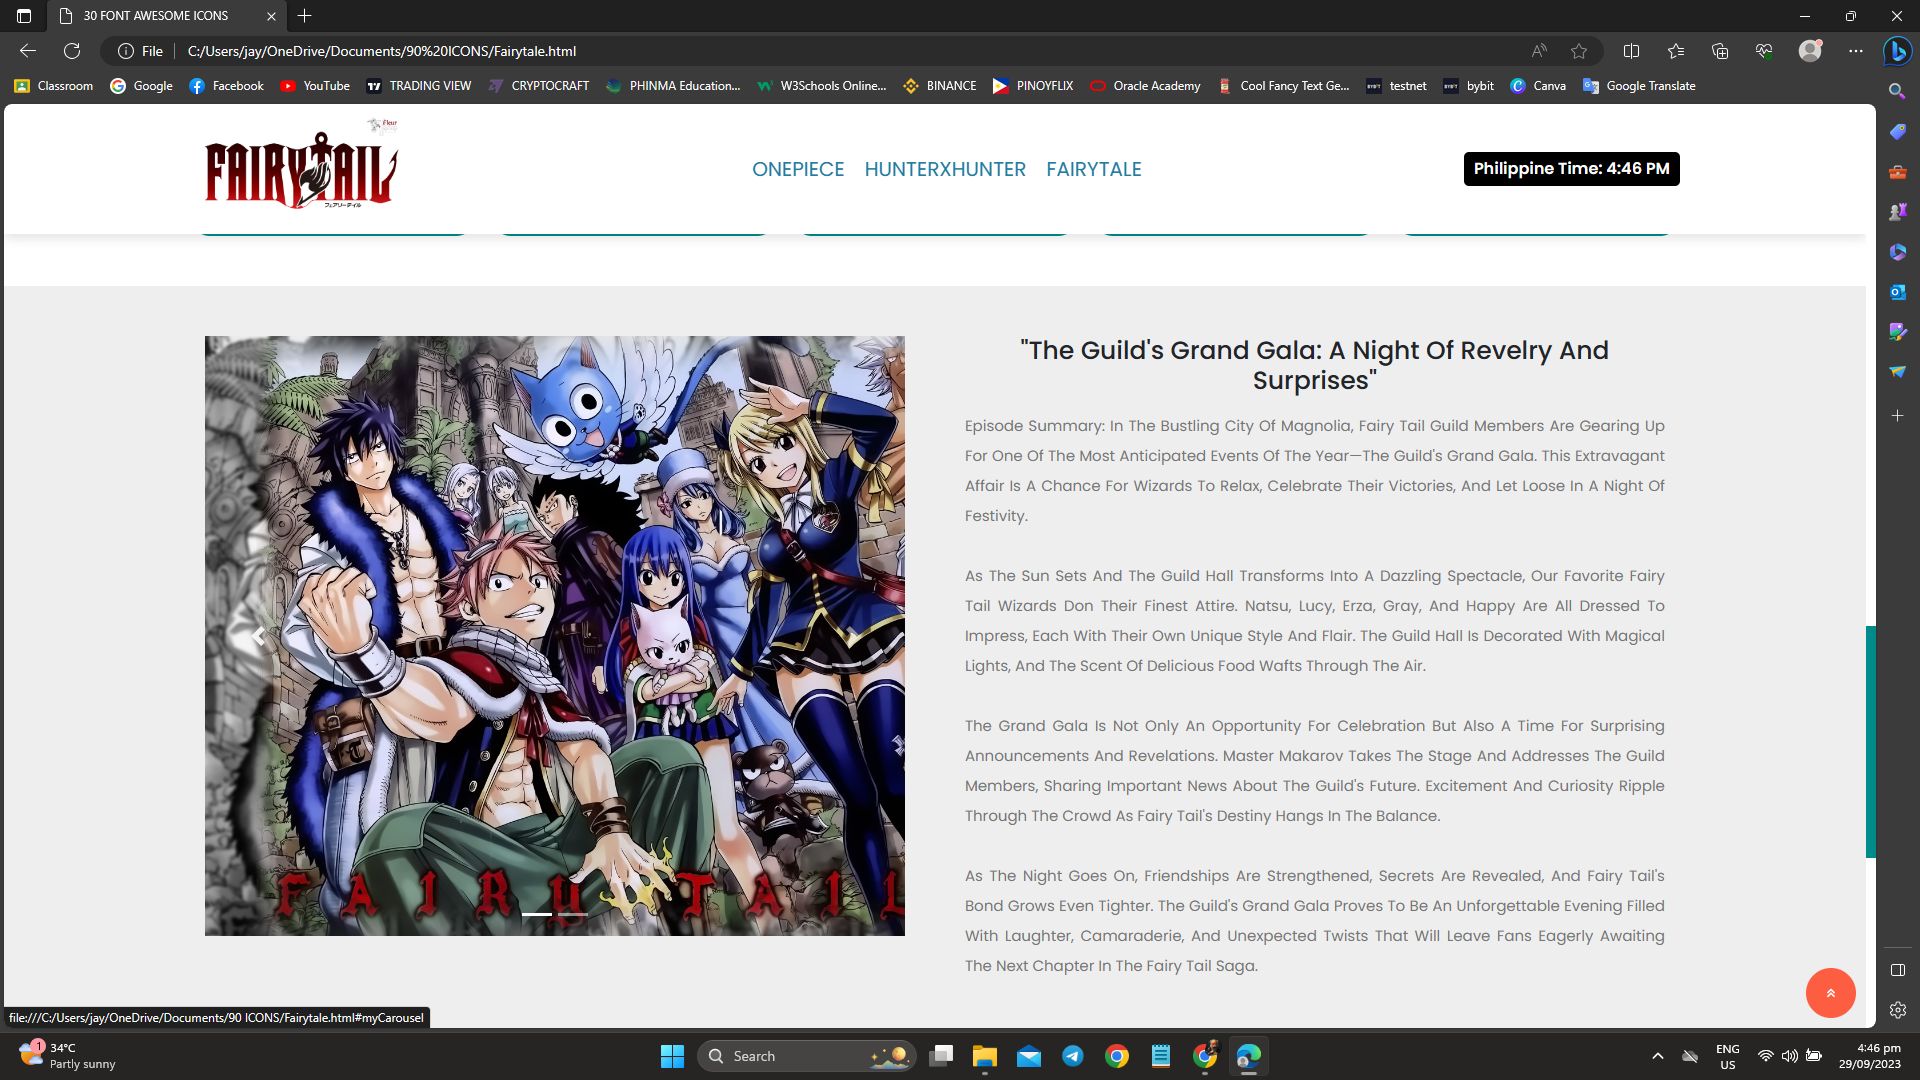 30 FONT AWESOME ICONS
File
C:/Users/jay/OneDrive/Documents/90%20ICONS/Fairytale.html
Classroom
Google
Facebook
YouTube
TRADING VIEW
CRYPTOCRAFT
PHINMA Education...
W3Schools Online...
BINANCE
PINOYFLIX
Oracle Academy
Cool Fancy Text Ge...
testnet
bybit
Canva
Google Translate
Fleur
FAIRY TAIL
フェアリーテイル
ONEPIECE HUNTERXHUNTER FAIRYTALE
Philippine Time: 4:46 PM
FAIRY TAIL
"The Guild's Grand Gala: A Night Of Revelry And
Surprises"
Episode Summary: In The Bustling City Of Magnolia, Fairy Tail Guild Members Are Gearing Up
For One Of The Most Anticipated Events Of The Year—The Guild's Grand Gala. This Extravagant
Affair Is A Chance For Wizards To Relax, Celebrate Their Victories, And Let Loose In A Night Of
Festivity.
As The Sun Sets And The Guild Hall Transforms Into A Dazzling Spectacle, Our Favorite Fairy
Tail Wizards Don Their Finest Attire. Natsu, Lucy, Erza, Gray, And Happy Are All Dressed To
Impress, Each With Their Own Unique Style And Flair. The Guild Hall Is Decorated With Magical
Lights, And The Scent Of Delicious Food Wafts Through The Air.
The Grand Gala Is Not Only An Opportunity For Celebration But Also A Time For Surprising
Announcements And Revelations. Master Makarov Takes The Stage And Addresses The Guild
Members, Sharing Important News About The Guild's Future. Excitement And Curiosity Ripple
Through The Crowd As Fairy Tail's Destiny Hangs In The Balance.
As The Night Goes On, Friendships Are Strengthened, Secrets Are Revealed, And Fairy Tail's
Bond Grows Even Tighter. The Guild's Grand Gala Proves To Be An Unforgettable Evening Filled
With Laughter, Camaraderie, And Unexpected Twists That Will Leave Fans Eagerly Awaiting
The Next Chapter In The Fairy Tail Saga.
file:///C:/Users/jay/OneDrive/Documents/90 ICONS/Fairytale.html#myCarousel
1
34°C
Partly sunny
Search
ENG
US
4:46 pm
29/09/2023